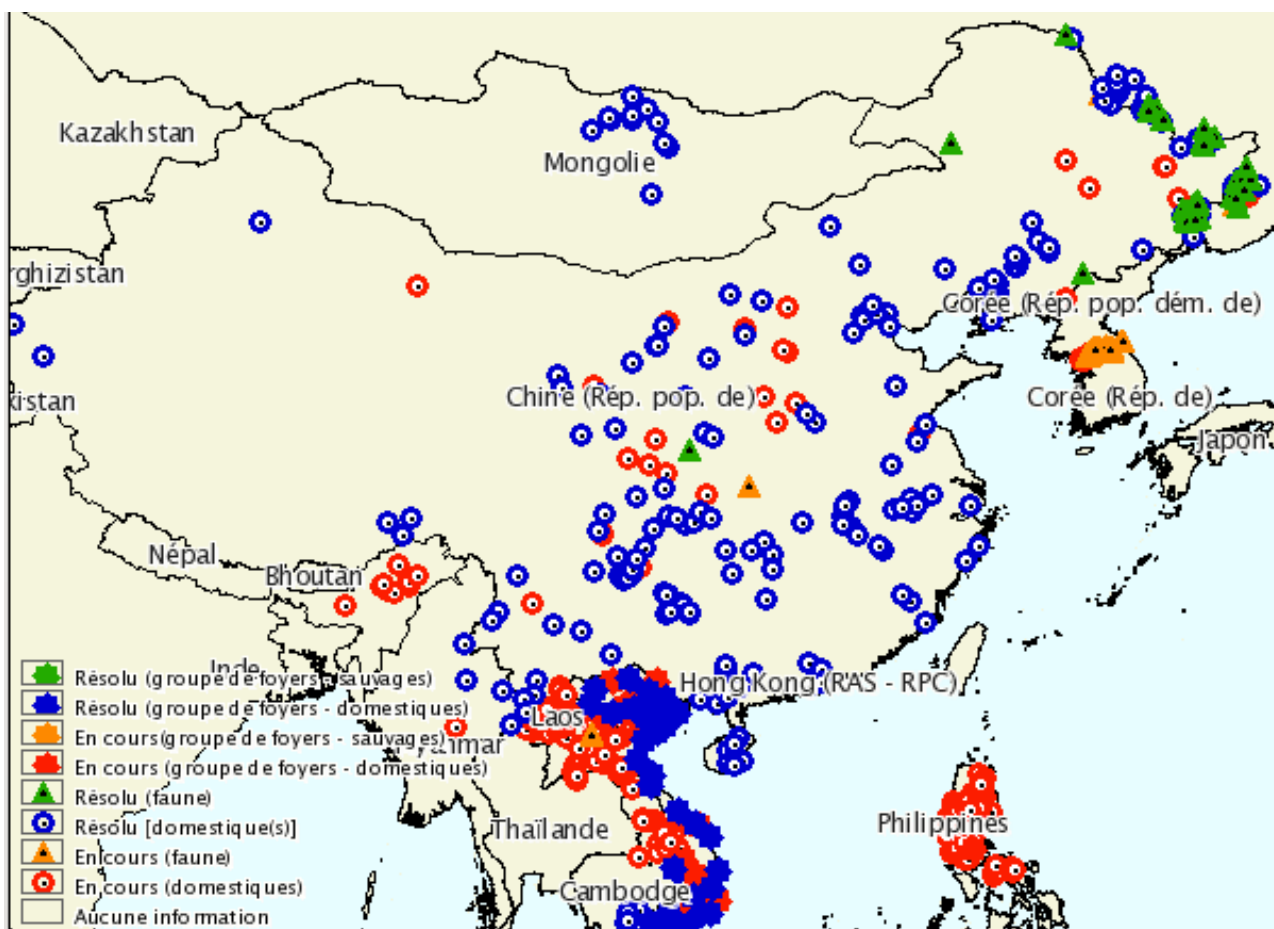 Kazakhstan
Mongolie
rghizistan
Corée (Rép. pop. dém. de)
kistan
Chine (Rép. pop. de)
Corée (Rép. de)
Japon
Népal
Bhoutan
Inde
Hong Kong (RAS - RPC)
Laos
Thaïlande
Philippines
Cambodge
Résolu (groupe de foyers - sauvages)
Résolu (groupe de foyers - domestiques)
En cours (groupe de foyers - sauvages)
En cours (groupe de foyers - domestiques)
Résolu (faune)
Résolu [domestique(s)]
En cours (faune)
En cours (domestiques)
Aucune information